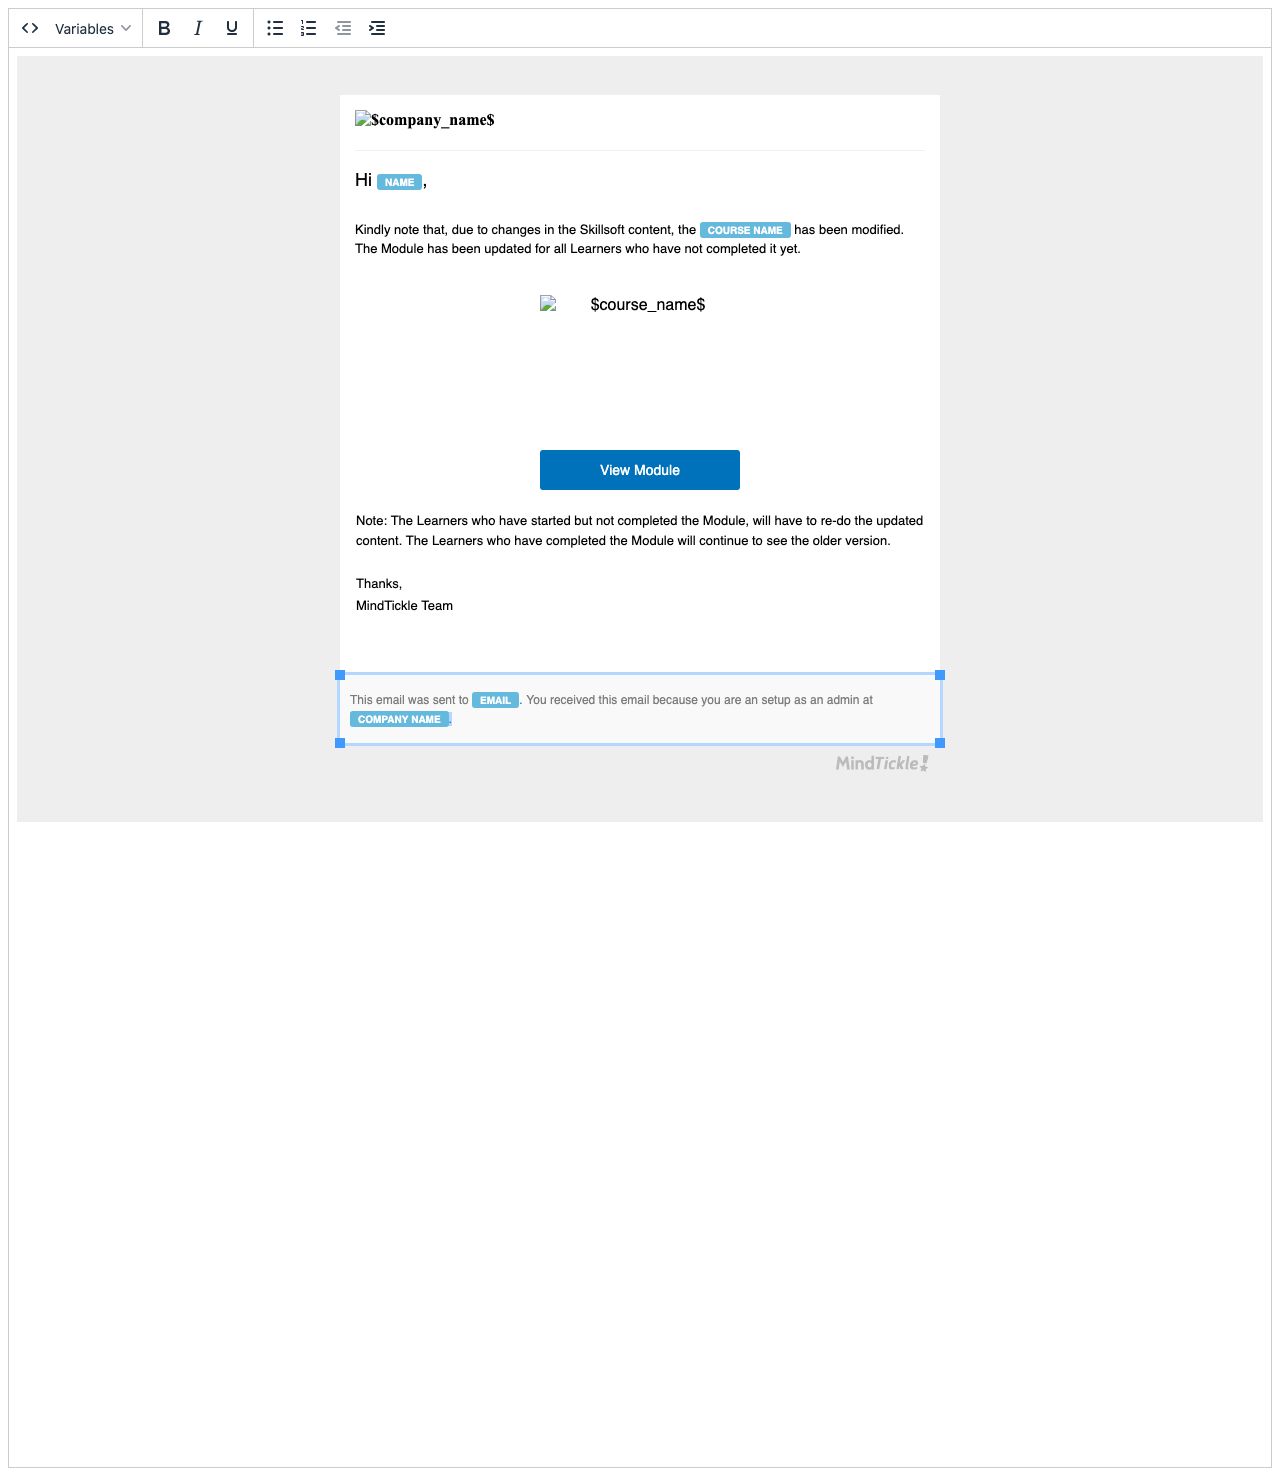 Variables
$company_name$
Hi NAME,
Kindly note that, due to changes in the Skillsoft content, the COURSE NAME has been modified.
The Module has been updated for all Learners who have not completed it yet.
$course_name$
View Module
Note: The Learners who have started but not completed the Module, will have to re-do the updated
content. The Learners who have completed the Module will continue to see the older version.
Thanks,
MindTickle Team
This email was sent to EMAIL. You received this email because you are an setup as an admin at
COMPANY NAME.
MindTickle!